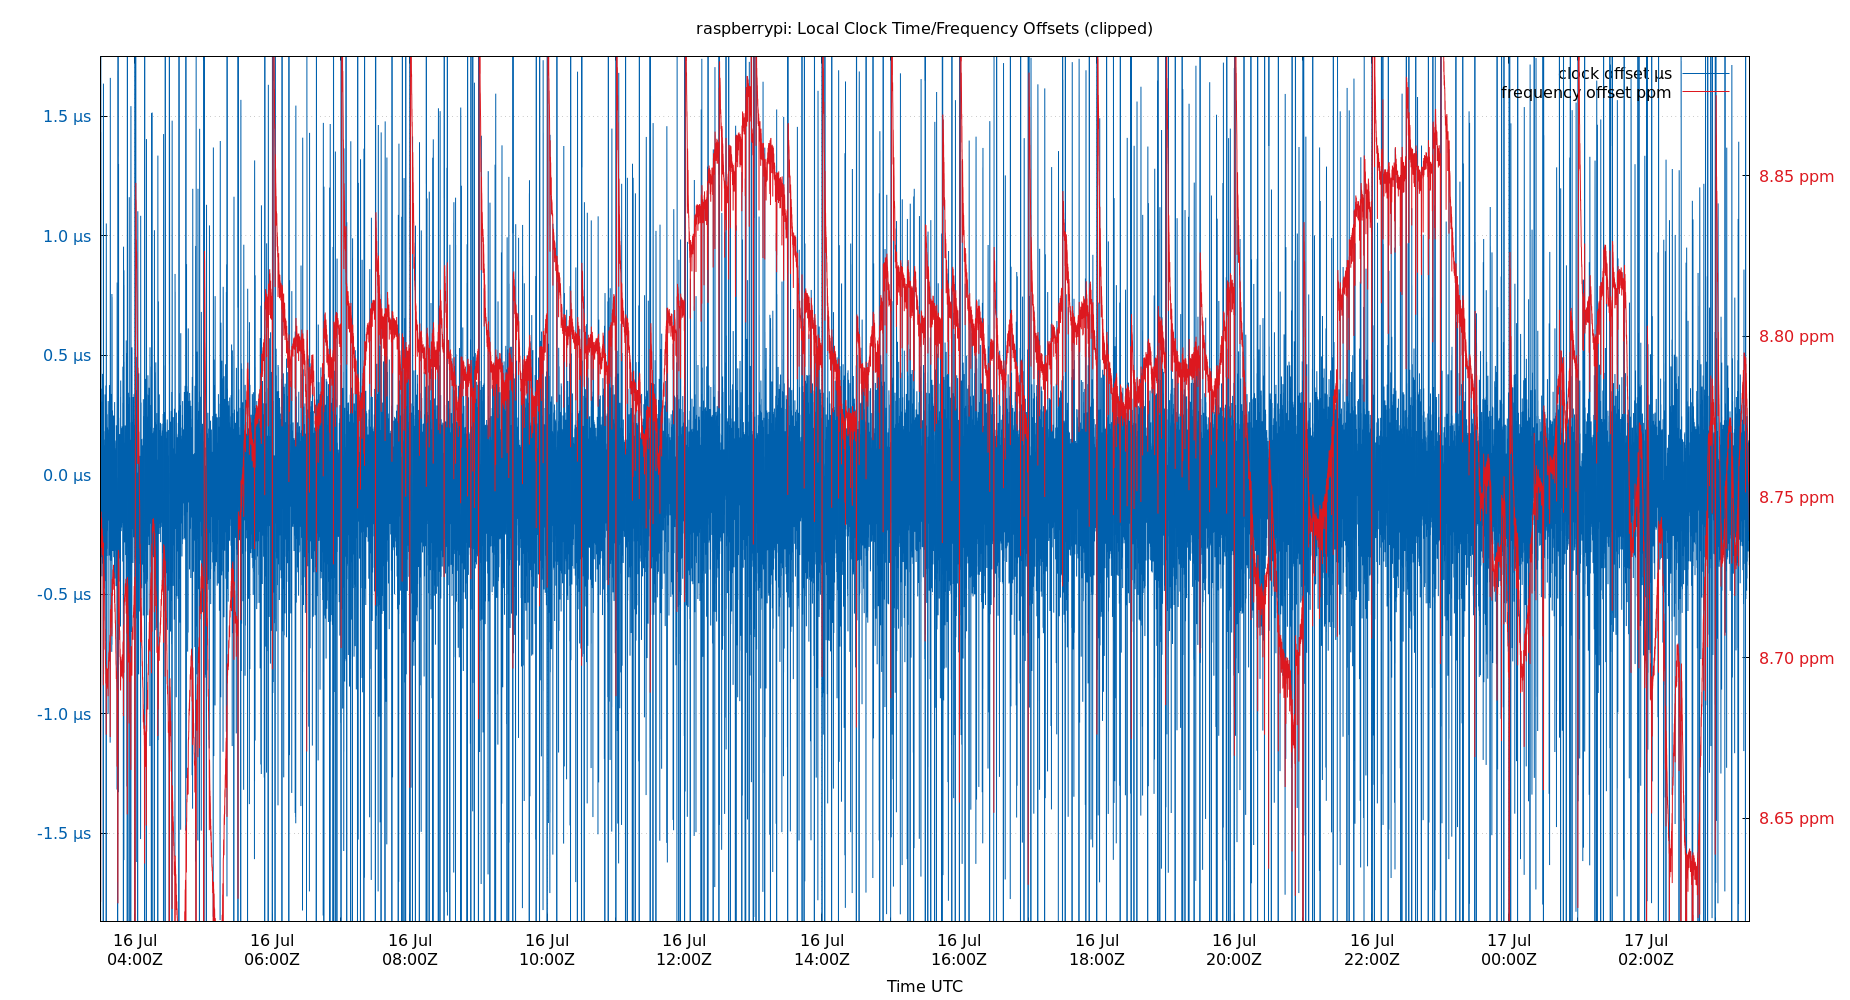 raspberrypi: Local Clock Time/Frequency Offsets (clipped)
clock offset µs
frequency offset ppm
1.5 µs
1.0 µs
0.5 µs
0.0 µs
-0.5 µs
-1.0 µs
-1.5 µs
8.85 ppm
8.80 ppm
8.75 ppm
8.70 ppm
8.65 ppm
16 Jul 16 Jul 16 Jul 16 Jul 16 Jul 16 Jul 16 Jul 16 Jul 16 Jul 16 Jul 17 Jul 17 Jul
04:00Z 06:00Z 08:00Z 10:00Z 12:00Z 14:00Z 16:00Z 18:00Z 20:00Z 22:00Z 00:00Z 02:00Z
Time UTC